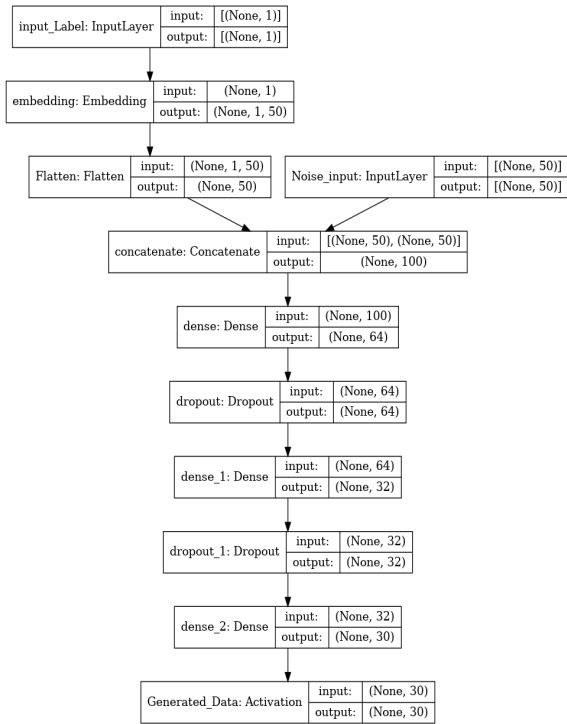 input_Label: InputLayer input: [(None, 1)]
output: [(None, 1)]
embedding: Embedding input: (None, 1)
output: (None, 1, 50)
Flatten: Flatten input: (None, 1, 50)
output: (None, 50)
Noise_input: InputLayer input: [(None, 50)]
output: [(None, 50)]
concatenate: Concatenate input: [(None, 50), (None, 50)]
output: (None, 100)
dense: Dense input: (None, 100)
output: (None, 64)
dropout: Dropout input: (None, 64)
output: (None, 64)
dense_1: Dense input: (None, 64)
output: (None, 32)
dropout_1: Dropout input: (None, 32)
output: (None, 32)
dense_2: Dense input: (None, 32)
output: (None, 30)
Generated_Data: Activation input: (None, 30)
output: (None, 30)